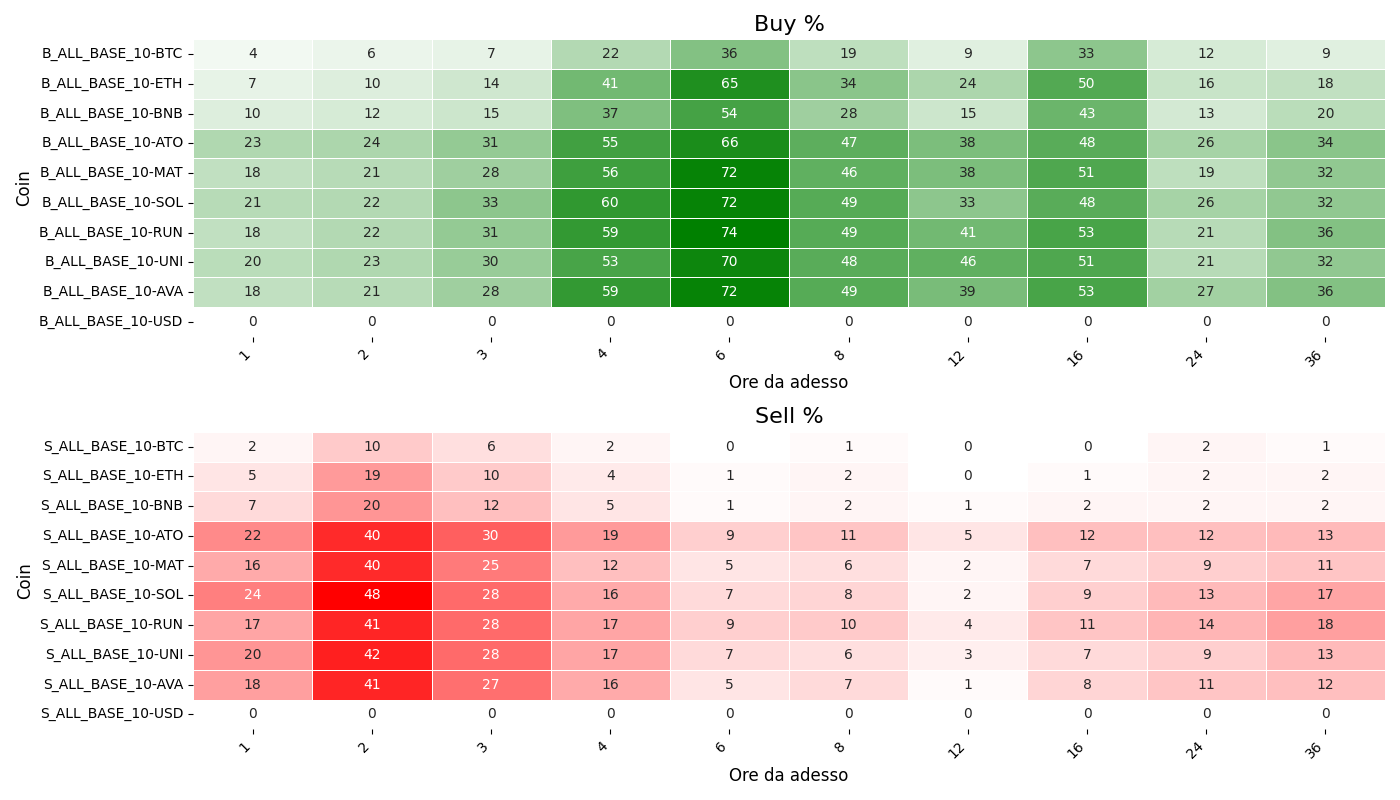 Buy %
Coin
B_ALL_BASE_10-BTC 4 6 7 22 36 19 9 33 12 9
B_ALL_BASE_10-ETH 7 10 14 41 65 34 24 50 16 18
B_ALL_BASE_10-BNB 10 12 15 37 54 28 15 43 13 20
B_ALL_BASE_10-ATO 23 24 31 55 66 47 38 48 26 34
B_ALL_BASE_10-MAT 18 21 28 56 72 46 38 51 19 32
B_ALL_BASE_10-SOL 21 22 33 60 72 49 33 48 26 32
B_ALL_BASE_10-RUN 18 22 31 59 74 49 41 53 21 36
B_ALL_BASE_10-UNI 20 23 30 53 70 48 46 51 21 32
B_ALL_BASE_10-AVA 18 21 28 59 72 49 39 53 27 36
B_ALL_BASE_10-USD 0 0 0 0 0 0 0 0 0 0
1 2 3 4 6 8 12 16 24 36
Ore da adesso
Sell %
Coin
S_ALL_BASE_10-BTC 2 10 6 2 0 1 0 0 2 1
S_ALL_BASE_10-ETH 5 19 10 4 1 2 0 1 2 2
S_ALL_BASE_10-BNB 7 20 12 5 1 2 1 2 2 2
S_ALL_BASE_10-ATO 22 40 30 19 9 11 5 12 12 13
S_ALL_BASE_10-MAT 16 40 25 12 5 6 2 7 9 11
S_ALL_BASE_10-SOL 24 48 28 16 7 8 2 9 13 17
S_ALL_BASE_10-RUN 17 41 28 17 9 10 4 11 14 18
S_ALL_BASE_10-UNI 20 42 28 17 7 6 3 7 9 13
S_ALL_BASE_10-AVA 18 41 27 16 5 7 1 8 11 12
S_ALL_BASE_10-USD 0 0 0 0 0 0 0 0 0 0
1 2 3 4 6 8 12 16 24 36
Ore da adesso